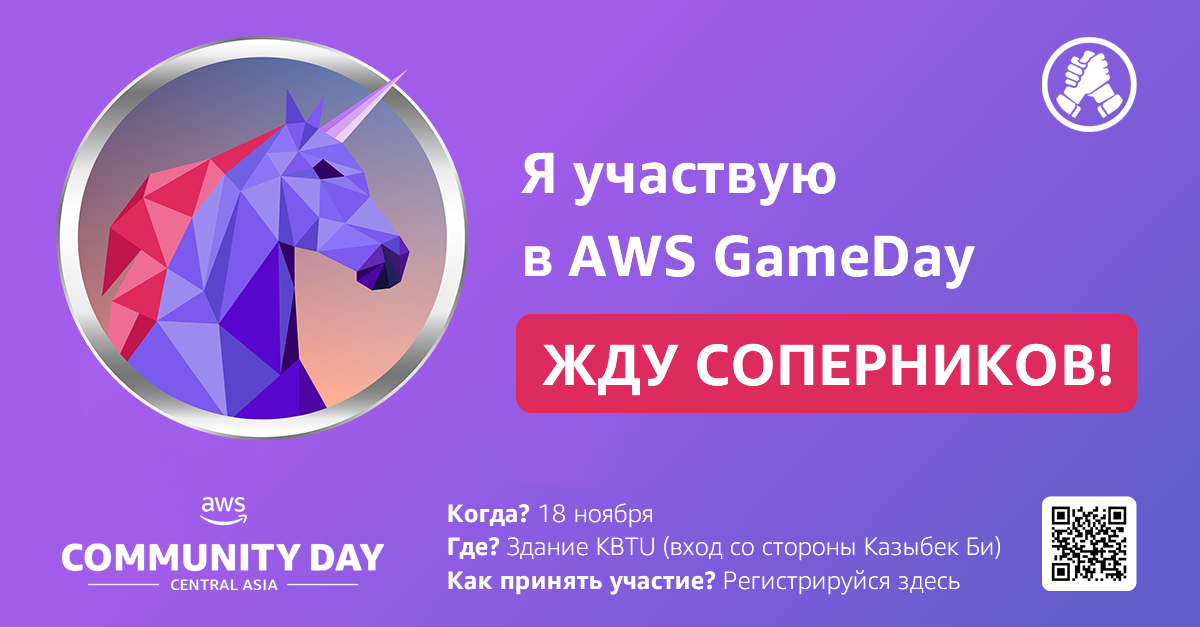 Я участвую
в AWS GameDay
ЖДУ СОПЕРНИКОВ!
aws
COMMUNITY DAY
CENTRAL ASIA
Когда? 18 ноября
Где? Здание KBTU (вход со стороны Казыбек Би)
Как принять участие? Регистрируйся здесь